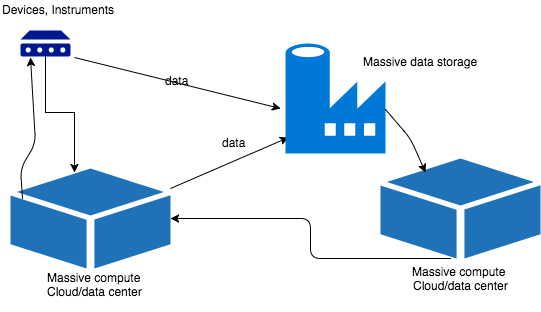 Devices, Instruments
Massive data storage
data
data
Massive compute
Cloud/data center
Massive compute
Cloud/data center